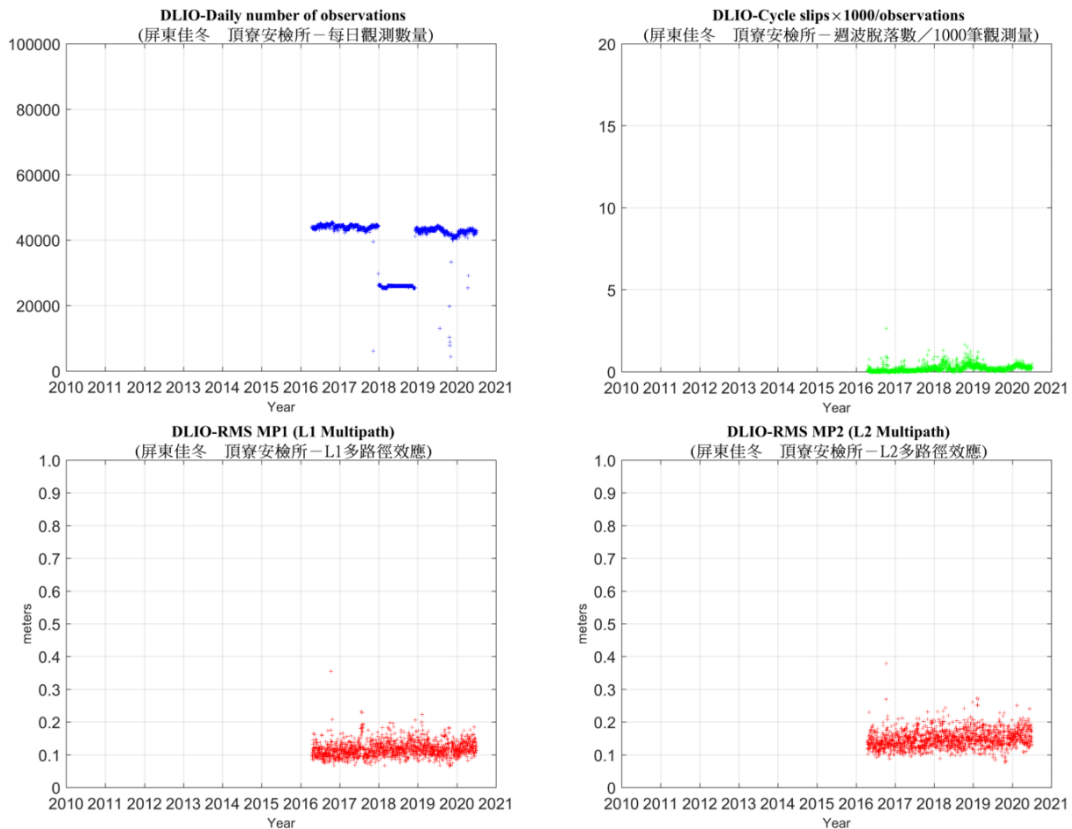 DLIO-Daily number of observations
(屏東佳冬　頂寮安檢所－每日觀測數量)
100000
80000
60000
40000
20000
0
2010 2011 2012 2013 2014 2015 2016 2017 2018 2019 2020 2021
Year
DLIO-Cycle slips×1000/observations
(屏東佳冬　頂寮安檢所－週波脫落數／1000筆觀測量)
20
15
10
5
0
2010 2011 2012 2013 2014 2015 2016 2017 2018 2019 2020 2021
Year
DLIO-RMS MP1 (L1 Multipath)
(屏東佳冬　頂寮安檢所－L1多路徑效應)
1.0
0.9
0.8
0.7
0.6
0.5
0.4
0.3
0.2
0.1
0
meters
2010 2011 2012 2013 2014 2015 2016 2017 2018 2019 2020 2021
Year
DLIO-RMS MP2 (L2 Multipath)
(屏東佳冬　頂寮安檢所－L2多路徑效應)
1.0
0.9
0.8
0.7
0.6
0.5
0.4
0.3
0.2
0.1
0
meters
2010 2011 2012 2013 2014 2015 2016 2017 2018 2019 2020 2021
Year